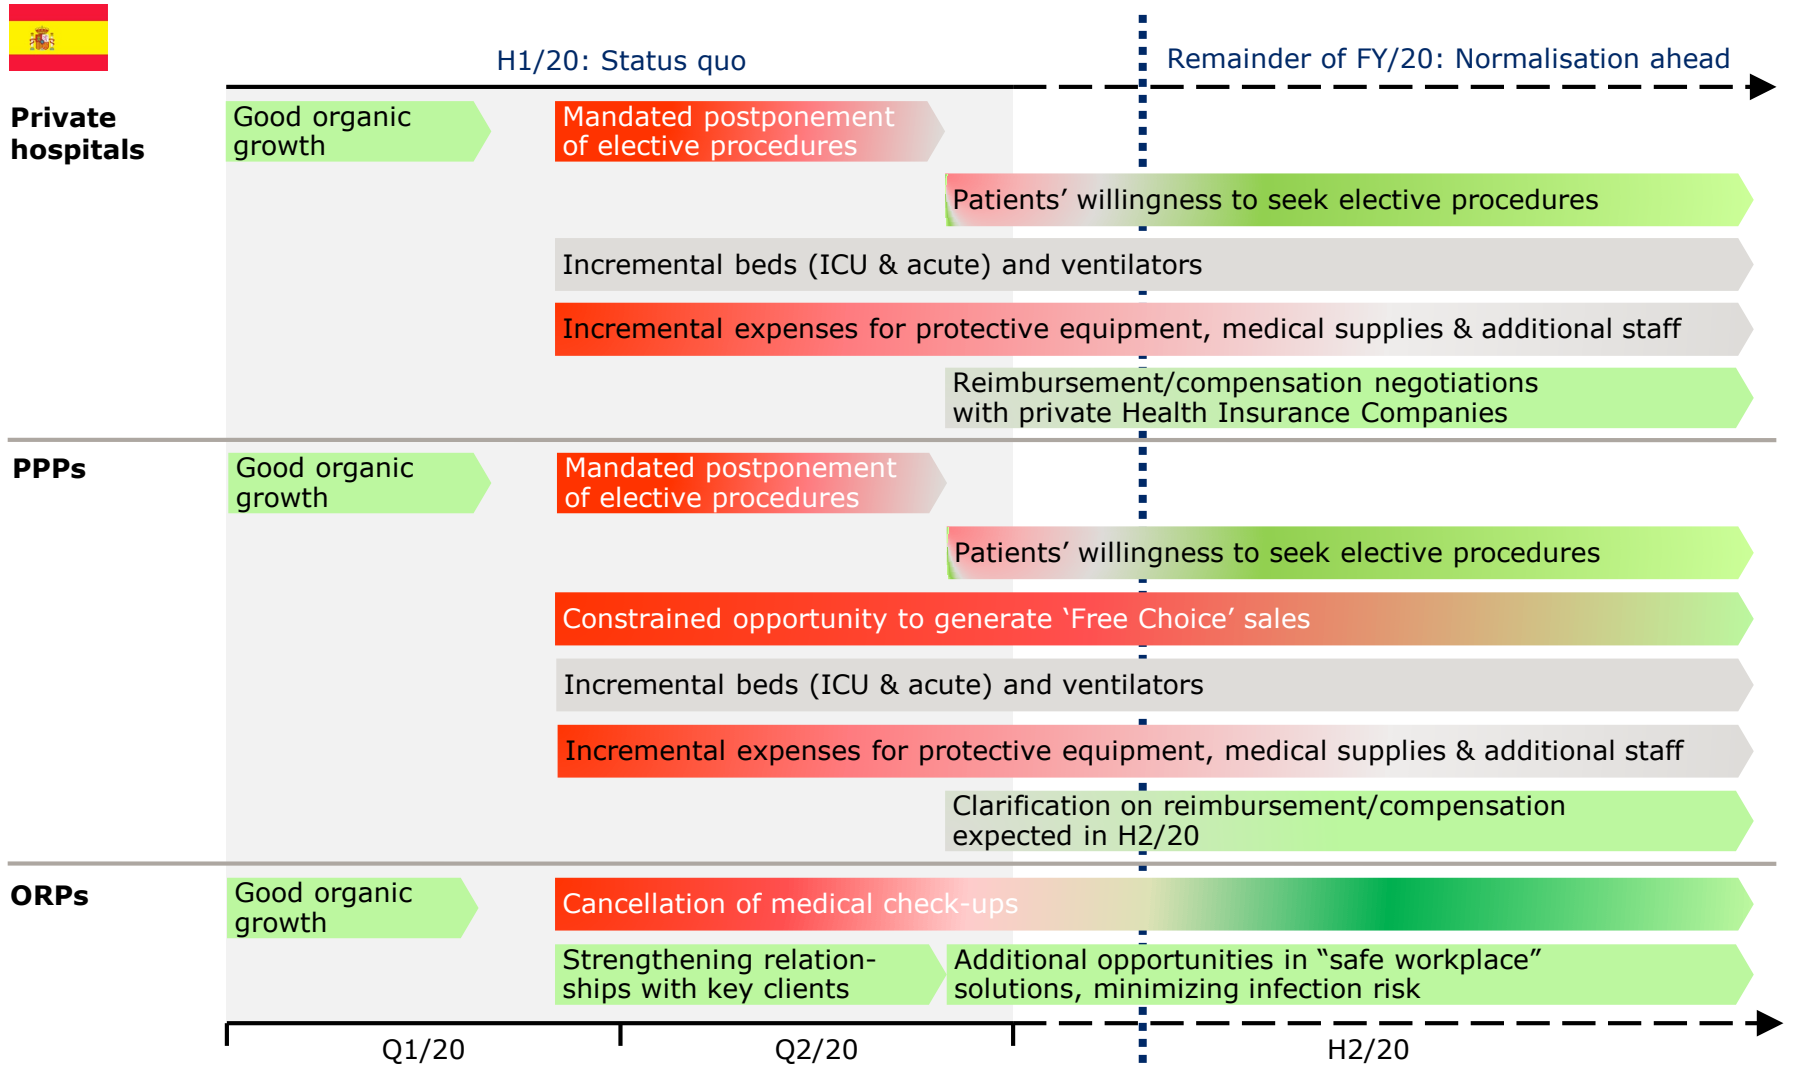 H1/20: Status quo
Remainder of FY/20: Normalisation ahead
Private
hospitals
Good organic
growth
Mandated postponement
of elective procedures
Patients’ willingness to seek elective procedures
Incremental beds (ICU & acute) and ventilators
Incremental expenses for protective equipment, medical supplies & additional staff
Reimbursement/compensation negotiations
with private Health Insurance Companies
PPPs
Good organic
growth
Mandated postponement
of elective procedures
Patients’ willingness to seek elective procedures
Constrained opportunity to generate ‘Free Choice’ sales
Incremental beds (ICU & acute) and ventilators
Incremental expenses for protective equipment, medical supplies & additional staff
Clarification on reimbursement/compensation
expected in H2/20
ORPs
Good organic
growth
Cancellation of medical check-ups
Strengthening relation-
ships with key clients
Additional opportunities in “safe workplace”
solutions, minimizing infection risk
Q1/20
Q2/20
H2/20